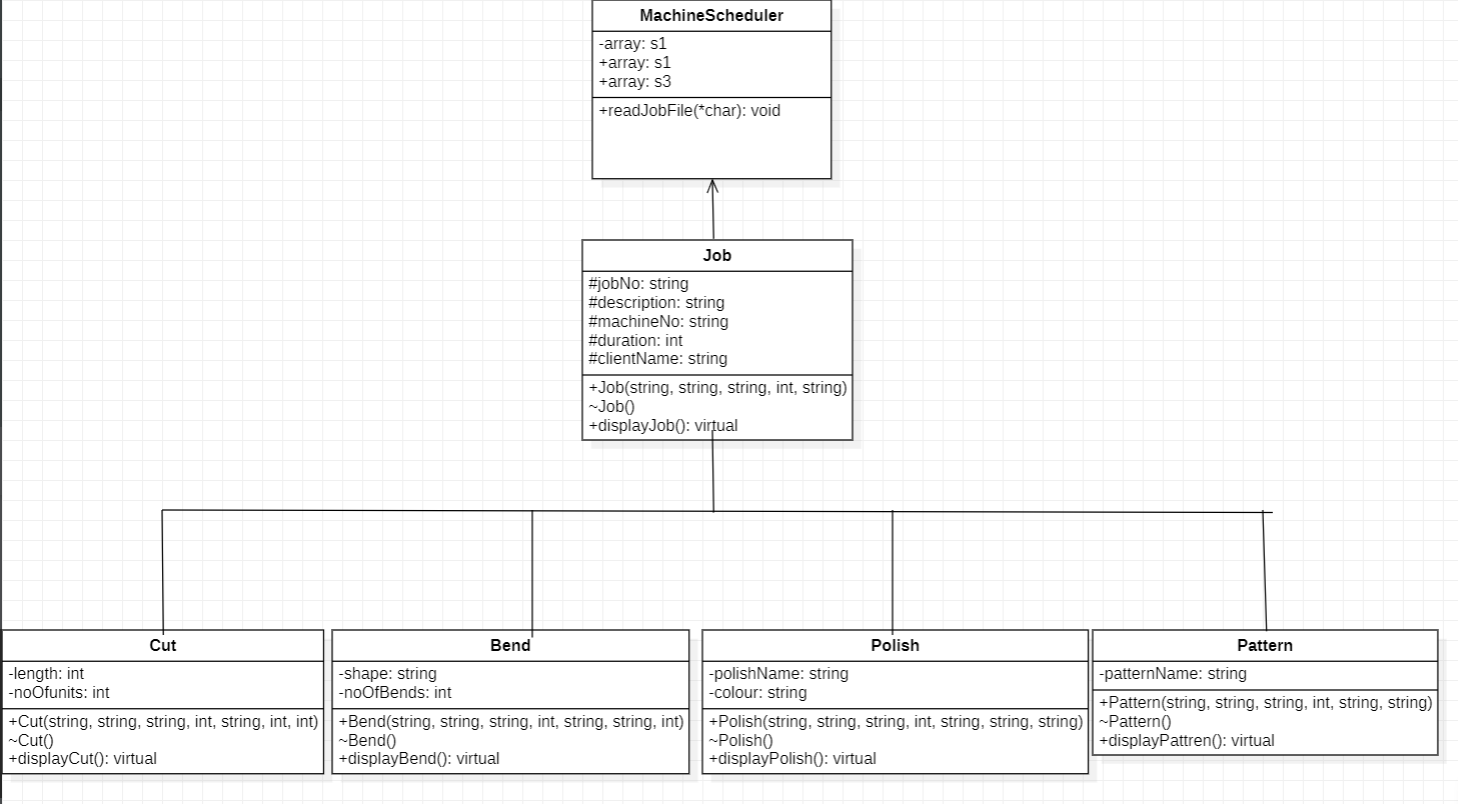 MachineScheduler
-array: s1
+array: s1
+array: s3
+readJobFile(*char): void
Job
#jobNo: string
#description: string
#machineNo: string
#duration: int
#clientName: string
+Job(string, string, string, int, string)
~Job()
+displayJob(): virtual
Cut
-length: int
-noOfunits: int
+Cut(string, string, string, int, string, int, int)
~Cut()
+displayCut(): virtual
Bend
-shape: string
-noOfBends: int
+Bend(string, string, string, int, string, string, int)
~Bend()
+displayBend(): virtual
Polish
-polishName: string
-colour: string
+Polish(string, string, string, int, string, string, string)
~Polish()
+displayPolish(): virtual
Pattern
-patternName: string
+Pattern(string, string, string, int, string, string)
~Pattern()
+displayPattren(): virtual